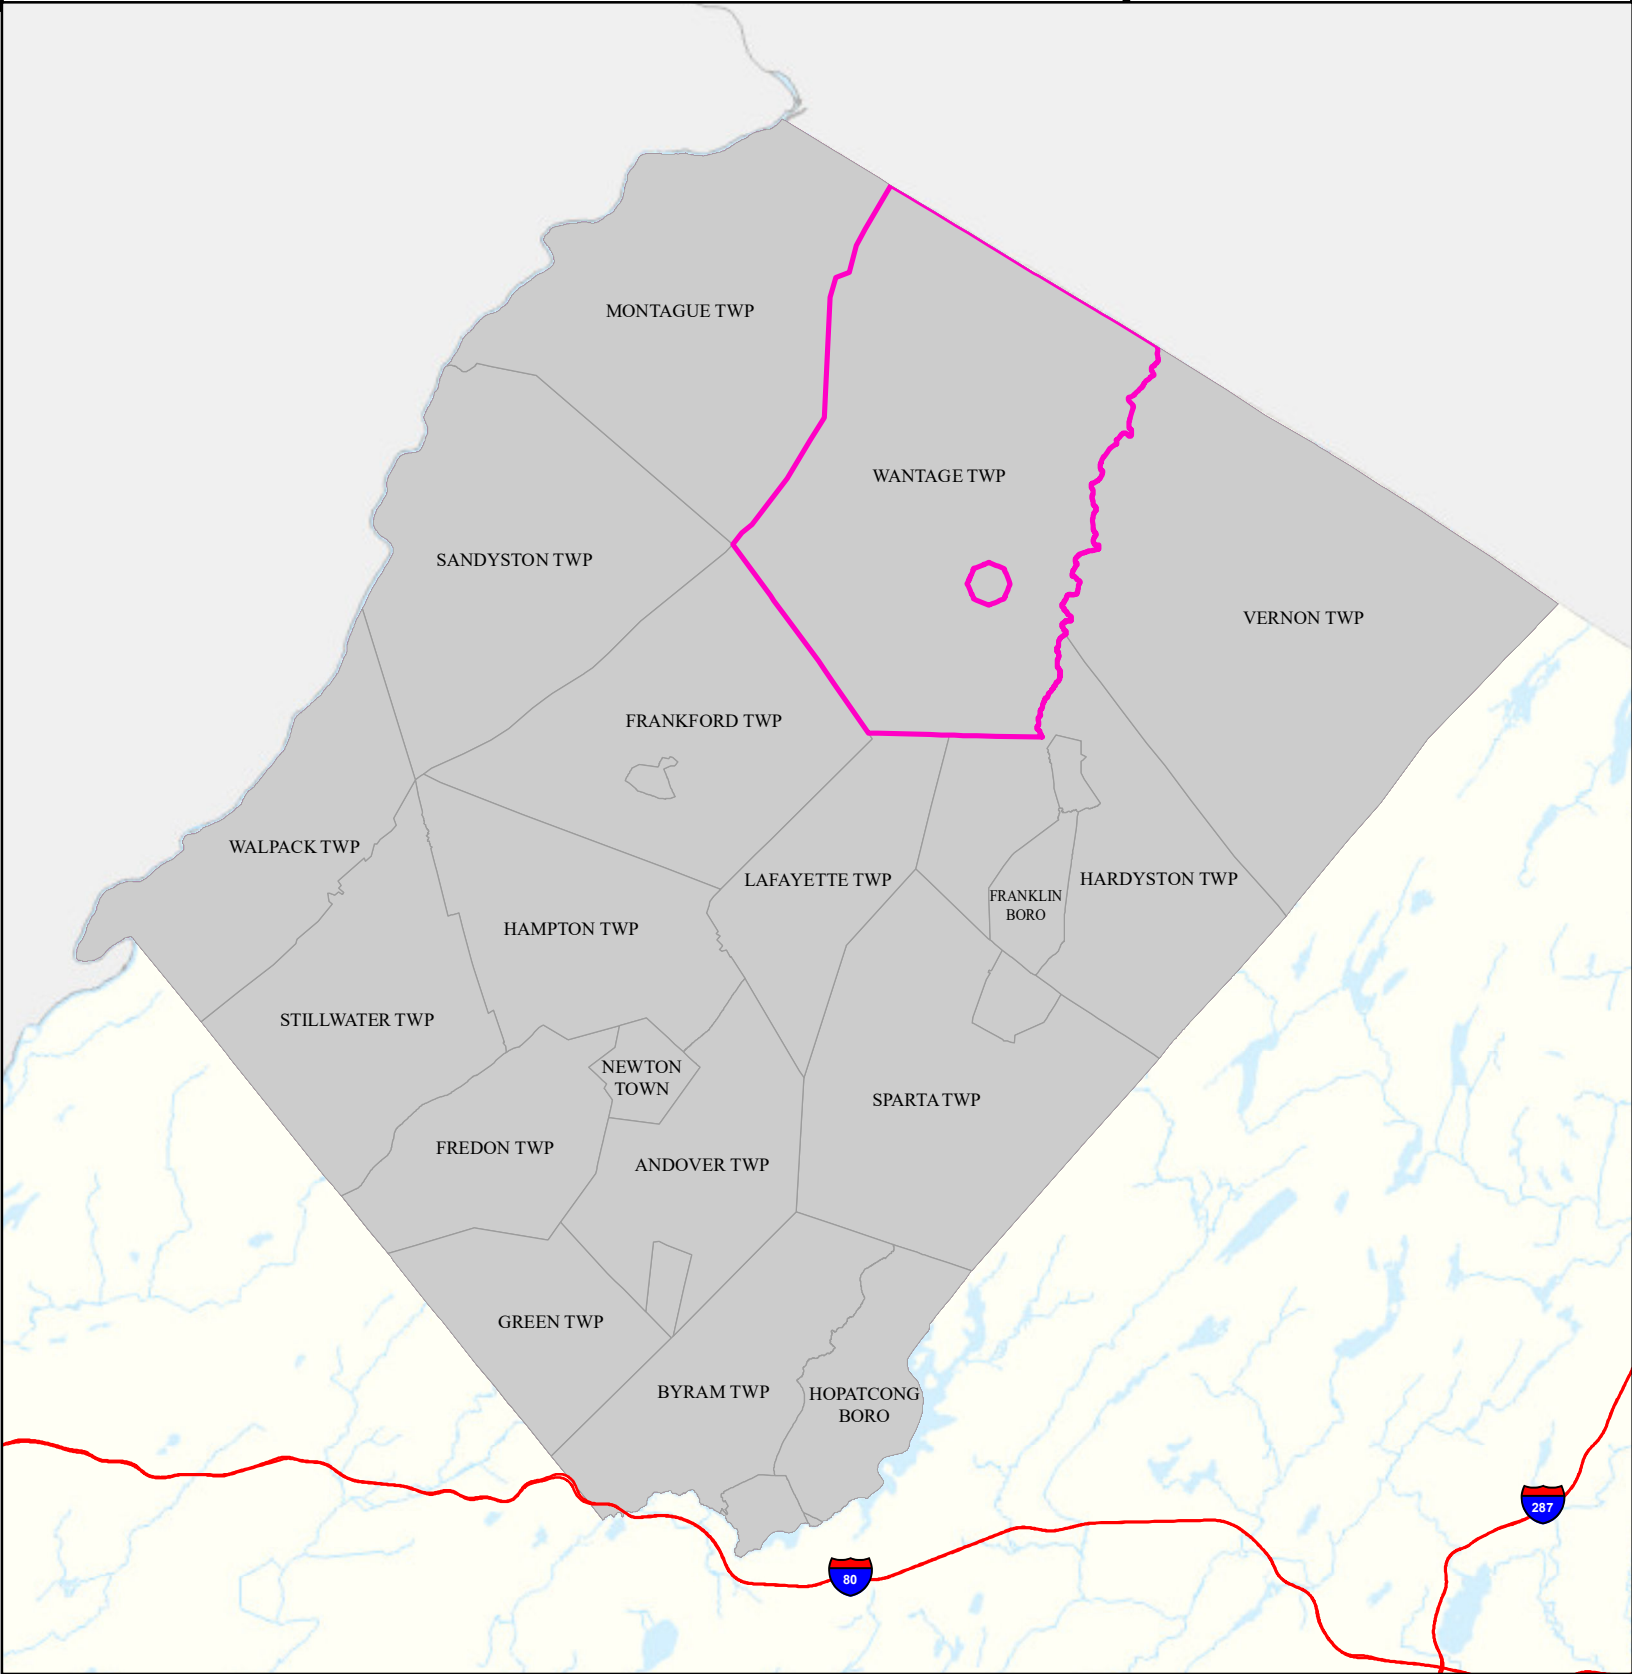 MONTAGUE TWP
WANTAGE TWP
SANDYSTON TWP
VERNON TWP
FRANKFORD TWP
WALPACK TWP
LAFAYETTE TWP
HARDYSTON TWP
FRANKLIN
BORO
HAMPTON TWP
STILLWATER TWP
NEWTON
TOWN
SPARTA TWP
FREDON TWP
ANDOVER TWP
GREEN TWP
BYRAM TWP
HOPATCONG
BORO
287
80